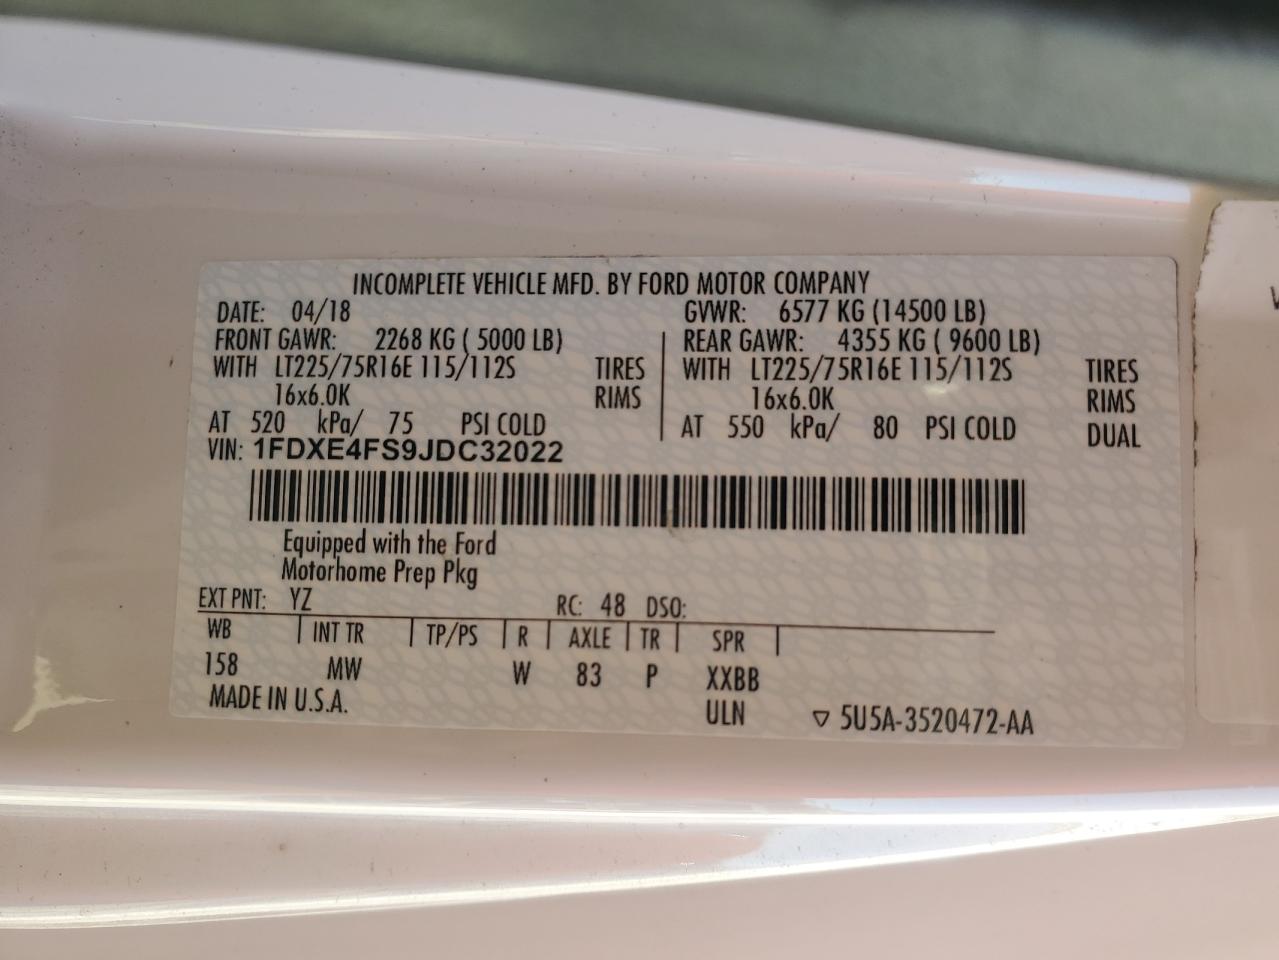 INCOMPLETE VEHICLE MFD. BY FORD MOTOR COMPANY
DATE: 04/18 GVWR: 6577 KG (14500 LB)
FRONT GAWR: 2268 KG ( 5000 LB) REAR GAWR: 4355 KG ( 9600 LB)
WITH LT225/75R16E 115/112S TIRES WITH LT225/75R16E 115/112S TIRES
16x6.0K RIMS 16x6.0K RIMS
AT 520 kPa/ 75 PSI COLD AT 550 kPa/ 80 PSI COLD DUAL
VIN: 1FDXE4FS9JDC32022
Equipped with the Ford
Motorhome Prep Pkg
EXT PNT: YZ RC: 48 DSO:
WB INT TR TP/PS R AXLE TR SPR
158 MW W 83 P XXBB
MADE IN U.S.A. ULN ▽ 5U5A-3520472-AA